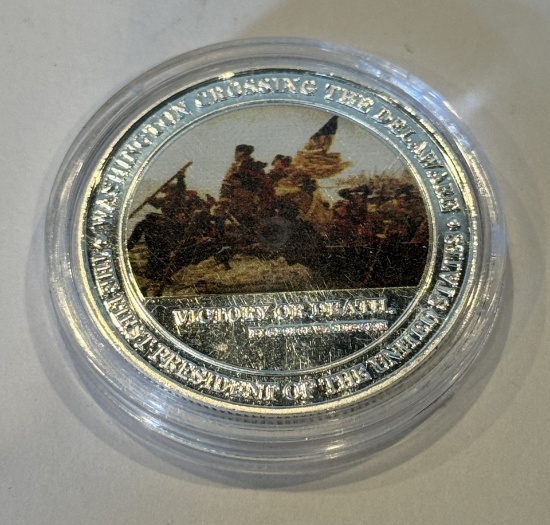 WASHINGTON CROSSING THE DELAWARE
VICTORY OR DEATH.
THE FIRST PRESIDENT OF THE UNITED STATES